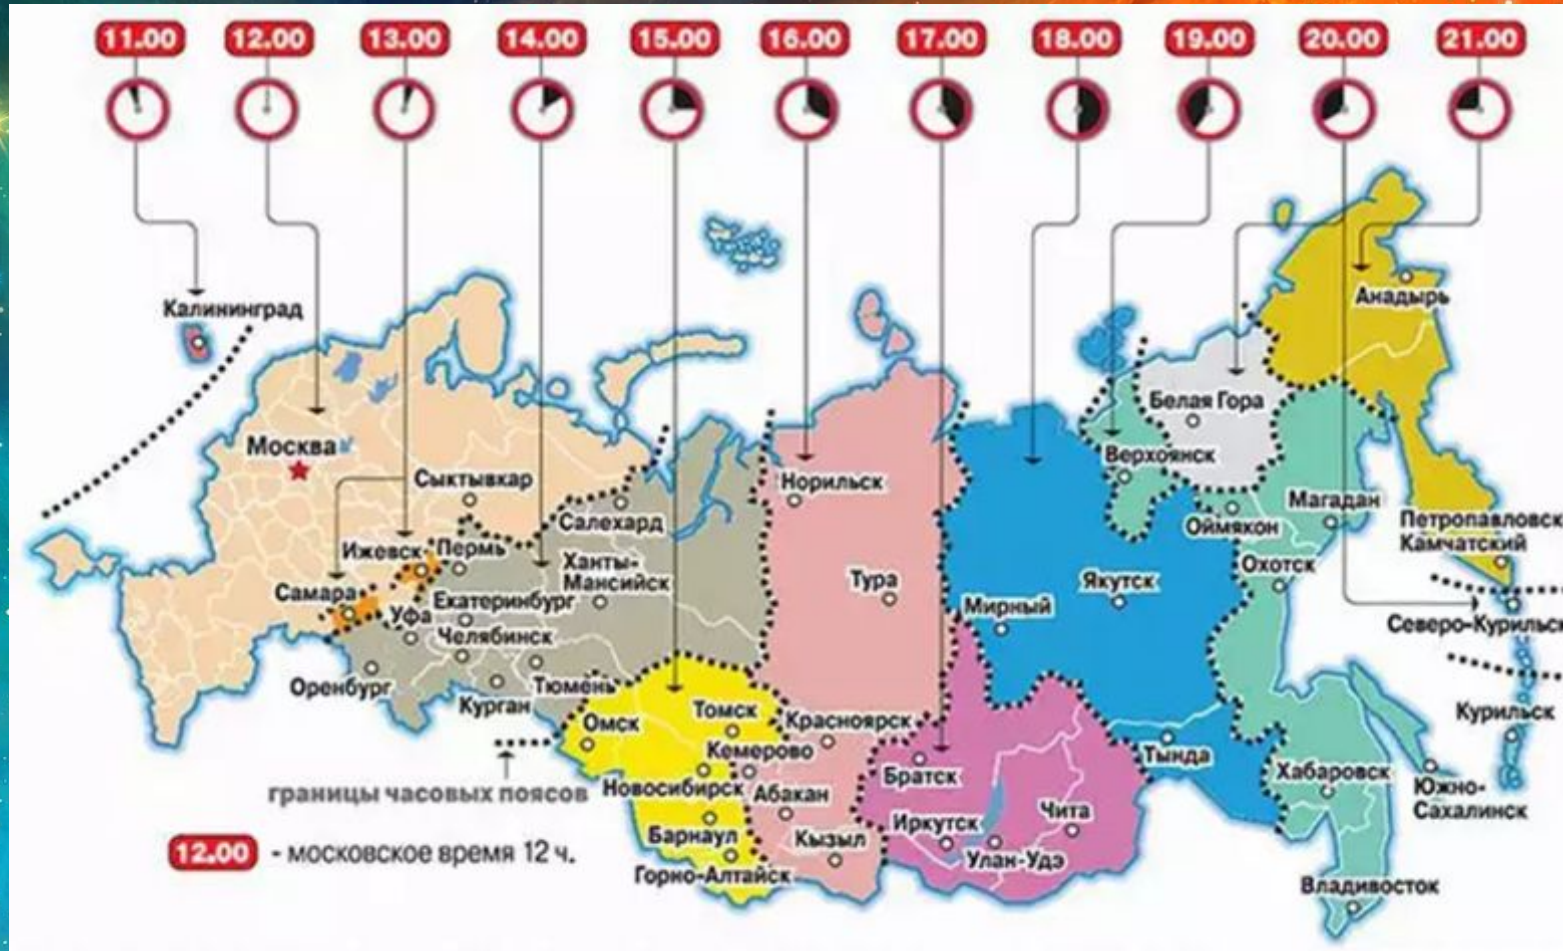 11.00 12.00 13.00 14.00 15.00 16.00 17.00 18.00 19.00 20.00 21.00
Калининград
Анадырь
Белая Гора
Москва
Верхоянск
Сыктывкар
Норильск
Магадан
Салехард
Оймякон
Петропавловск
Камчатский
Ижевск
Пермь
Ханты-
Мансийск
Охотск
Тура
Якутск
Самара
Екатеринбург
Мирный
Уфа
Северо-Курильск
Челябинск
Оренбург
Тюмень
Курган
Томск
Омск
Красноярск
Курильск
Кемерово
Тында
Братск
Хабаровск
Новосибирск
Абакан
Южно-
Сахалинск
границы часовых поясов
Чита
Иркутск
Барнаул
Кызыл
Улан-Удэ
12.00 - московское время 12 ч.
Горно-Алтайск
Владивосток